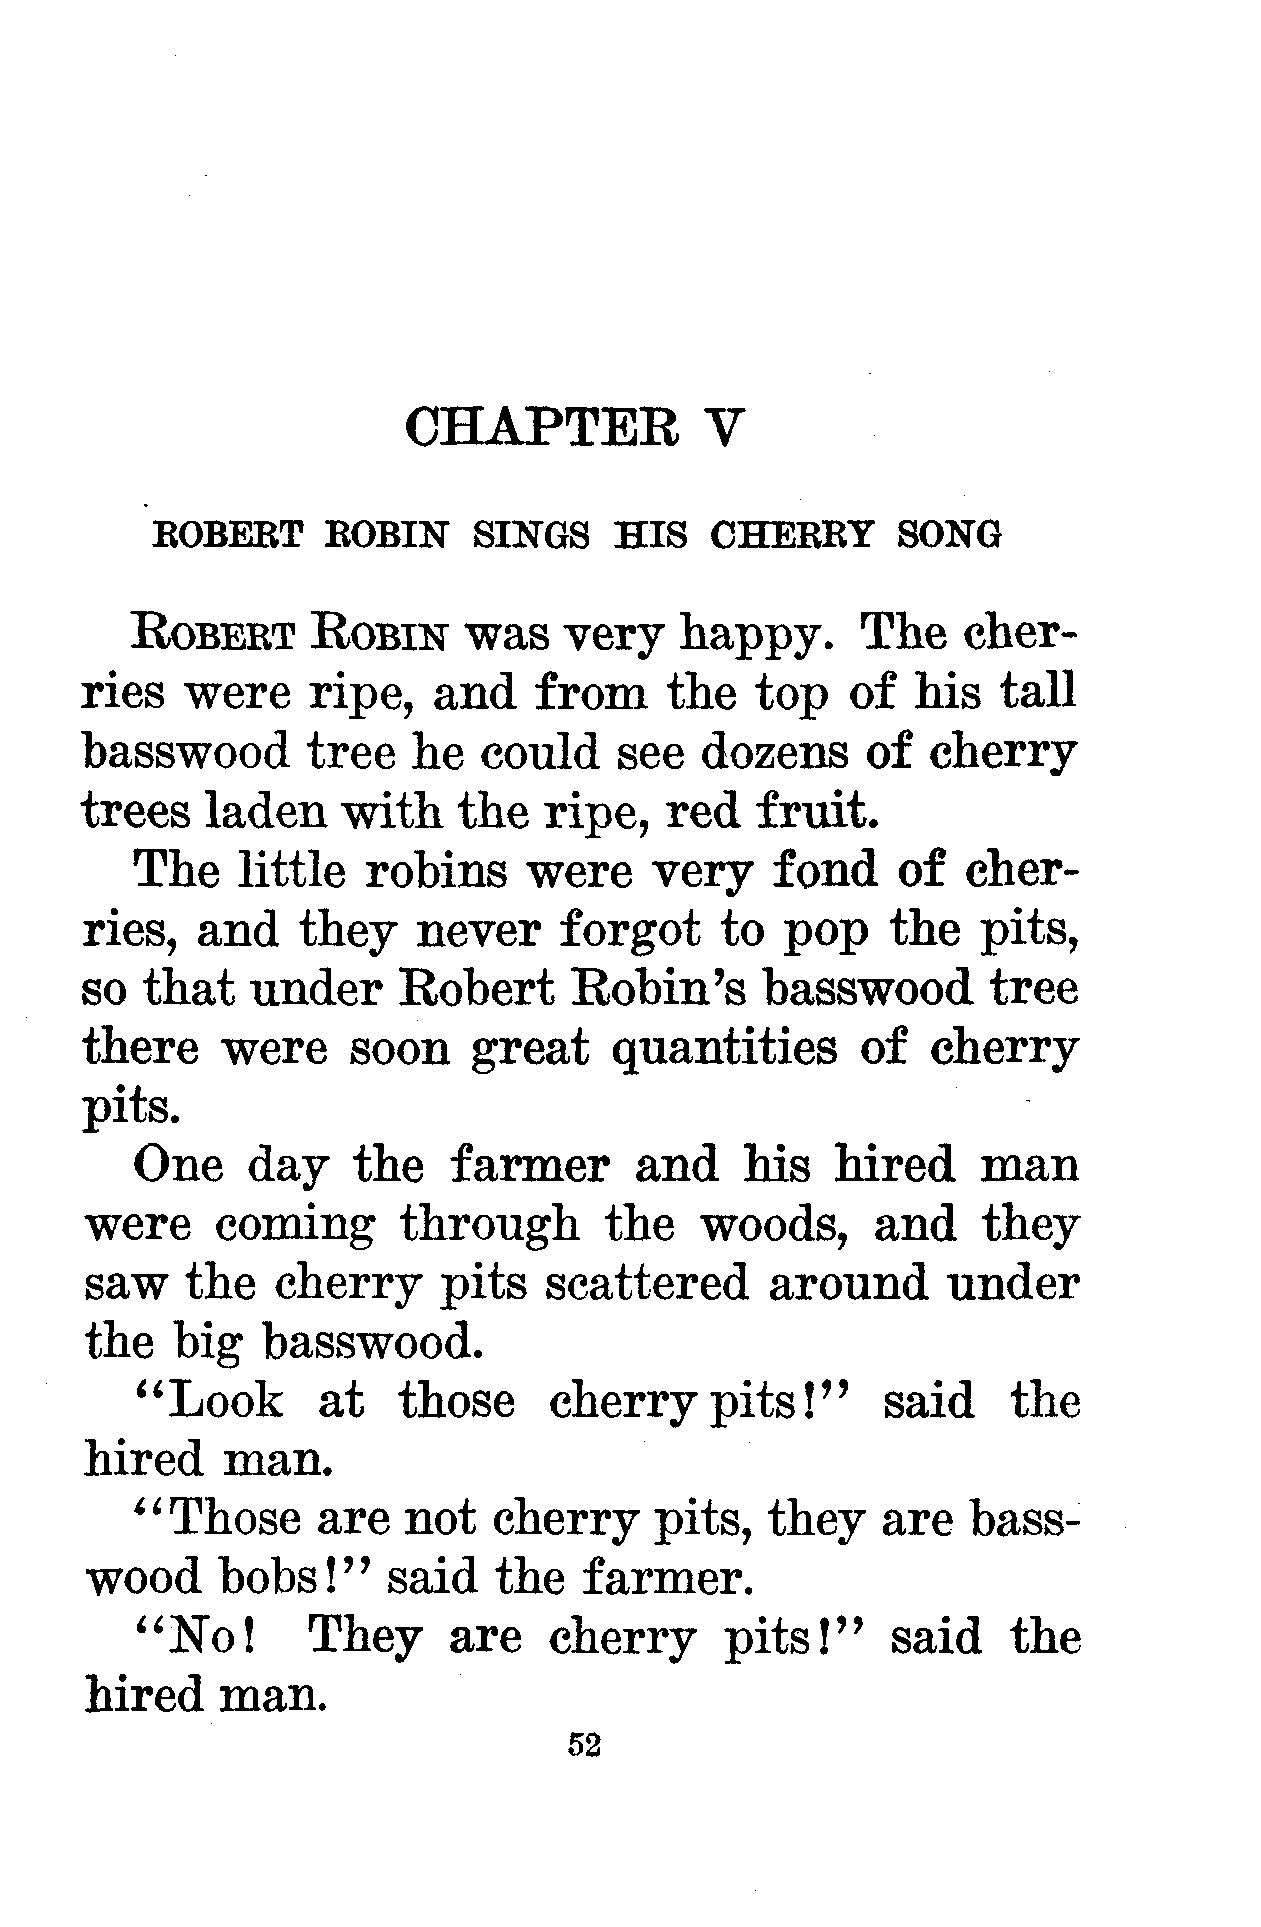 CHAPTER V
ROBERT ROBIN SINGS HIS CHERRY SONG
ROBERT ROBIN was very happy. The cher-
ries were ripe, and from the top of his tall
basswood tree he could see dozens of cherry
trees laden with the ripe, red fruit.
The little robins were very fond of cher-
ries, and they never forgot to pop the pits,
so that under Robert Robin's basswood tree
there were soon great quantities of cherry
pits.
One day the farmer and his hired man
were coming through the woods, and they
saw the cherry pits scattered around under
the big basswood.
"Look at those cherry pits!" said the
hired man.
"Those are not cherry pits, they are bass-
wood bobs!" said the farmer.
"No! They are cherry pits!" said the
hired man.
52